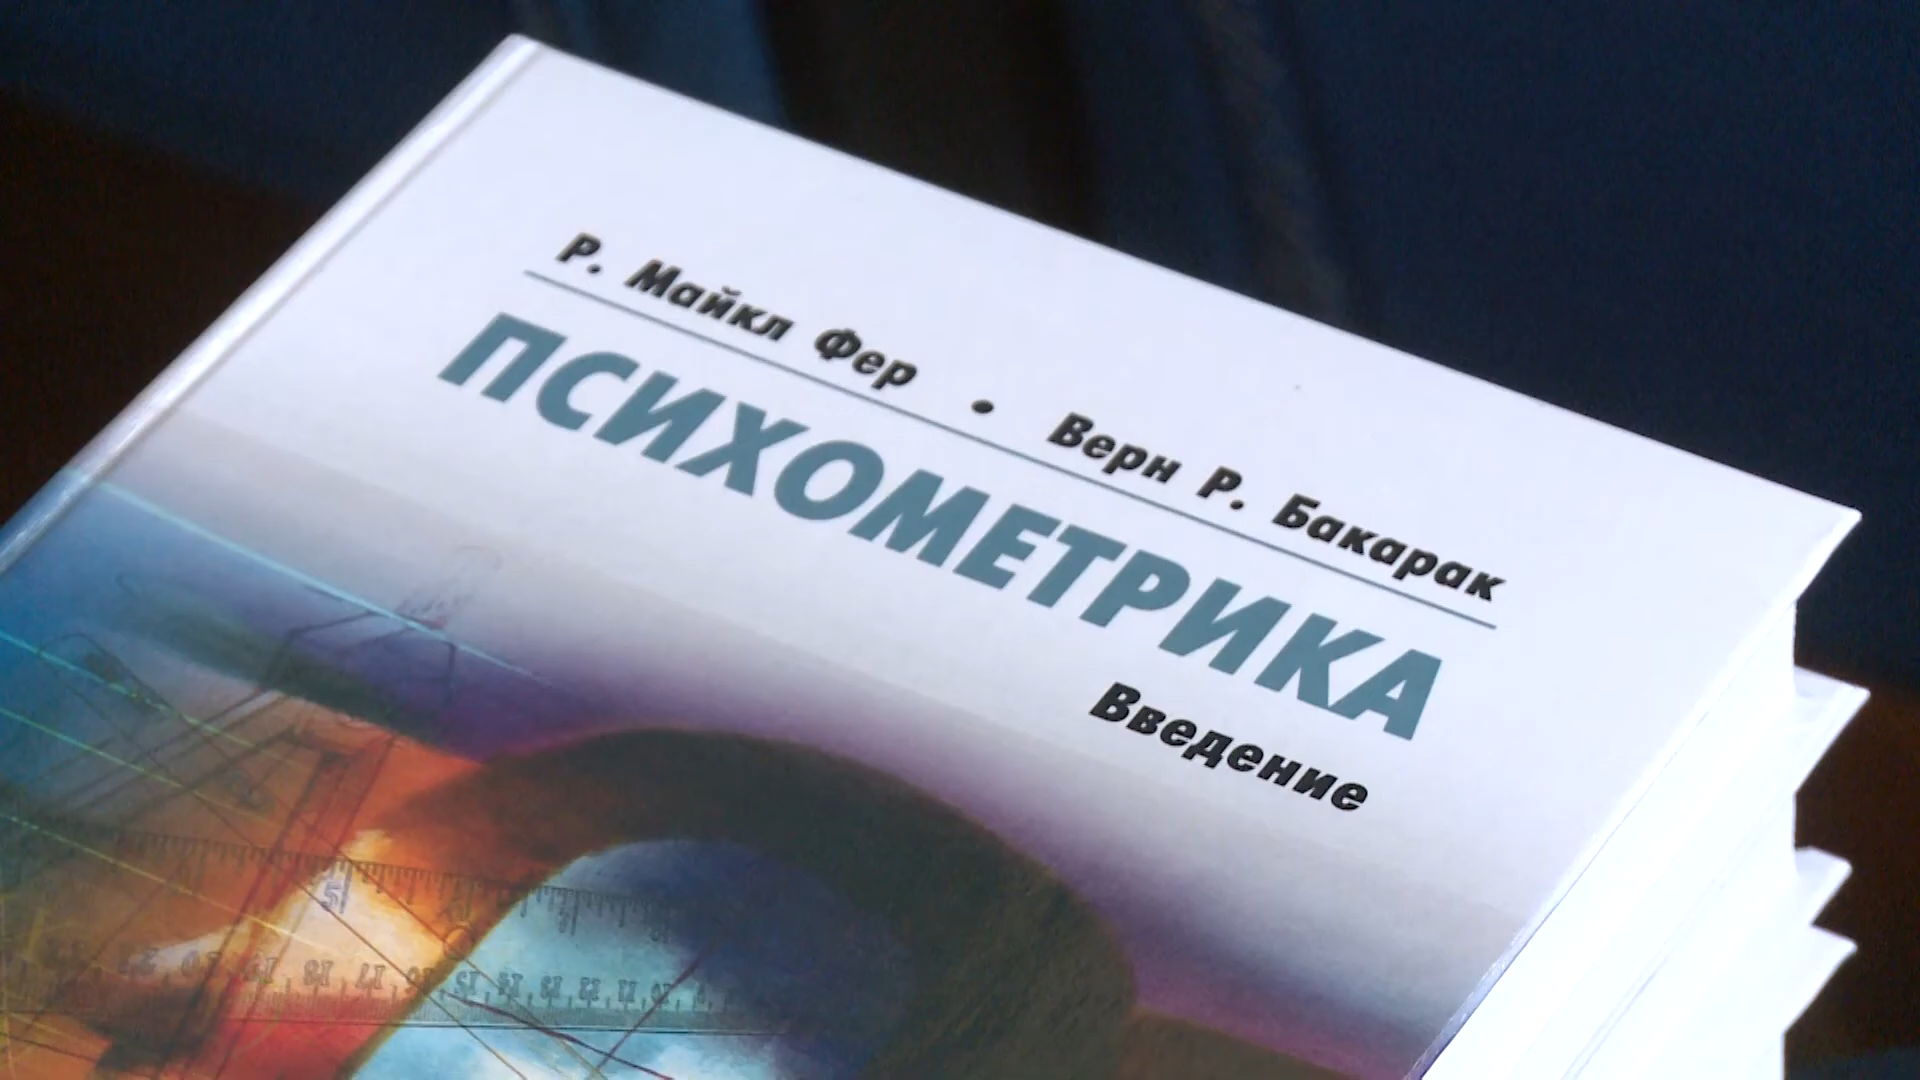 Р. Майкл Фер • Верн Р. Бакарак
ПСИХОМЕТРИКА
Введение